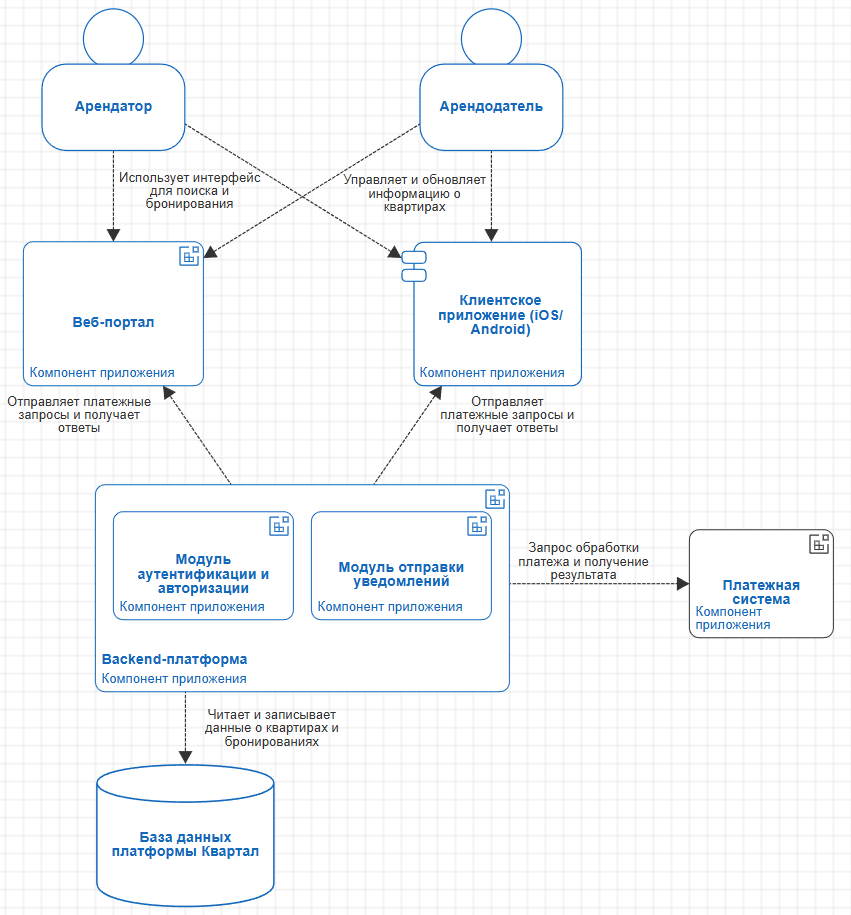 Арендатор
Арендодатель
Использует интерфейс
для поиска и
бронирования
Управляет и обновляет
информацию о
квартирах
Веб-портал
Компонент приложения
Клиентское
приложение (iOS/
Android)
Компонент приложения
Отправляет платежные
запросы и получает
ответы
Отправляет
платежные запросы и
получает ответы
Модуль
аутентификации и
авторизации
Компонент приложения
Модуль отправки
уведомлений
Компонент приложения
Backend-платформа
Компонент приложения
Запрос обработки
платежа и получение
результата
Платежная
система
Компонент
приложения
Читает и записывает
данные о квартирах и
бронированиях
База данных
платформы Квартал